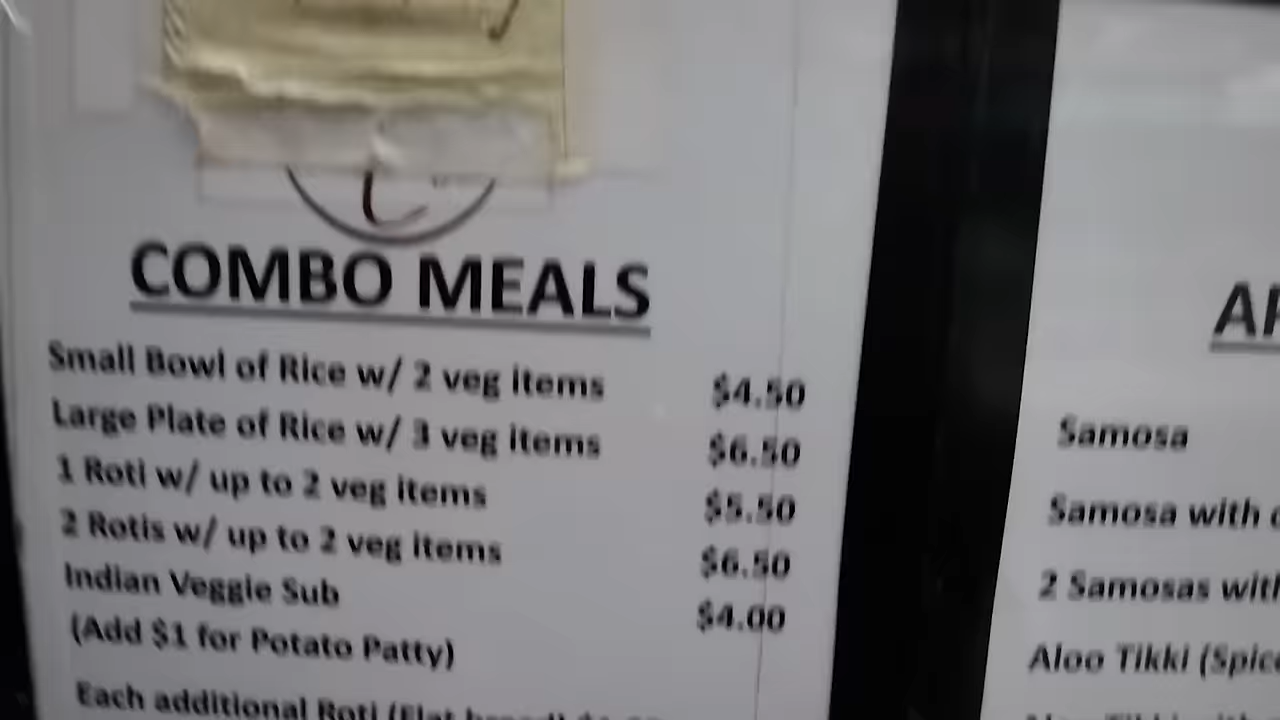 COMBO MEALS
Small Bowl of Rice w/ 2 veg items $4.50
Large Plate of Rice w/ 3 veg items $6.50
1 Roti w/ up to 2 veg items $5.50
2 Rotis w/ up to 2 veg items $6.50
Indian Veggie Sub $4.00
(Add $1 for Potato Patty)
Each additional Roti (Flat bread)
Samosa
Samosa with
2 Samosas with
Aloo Tikki